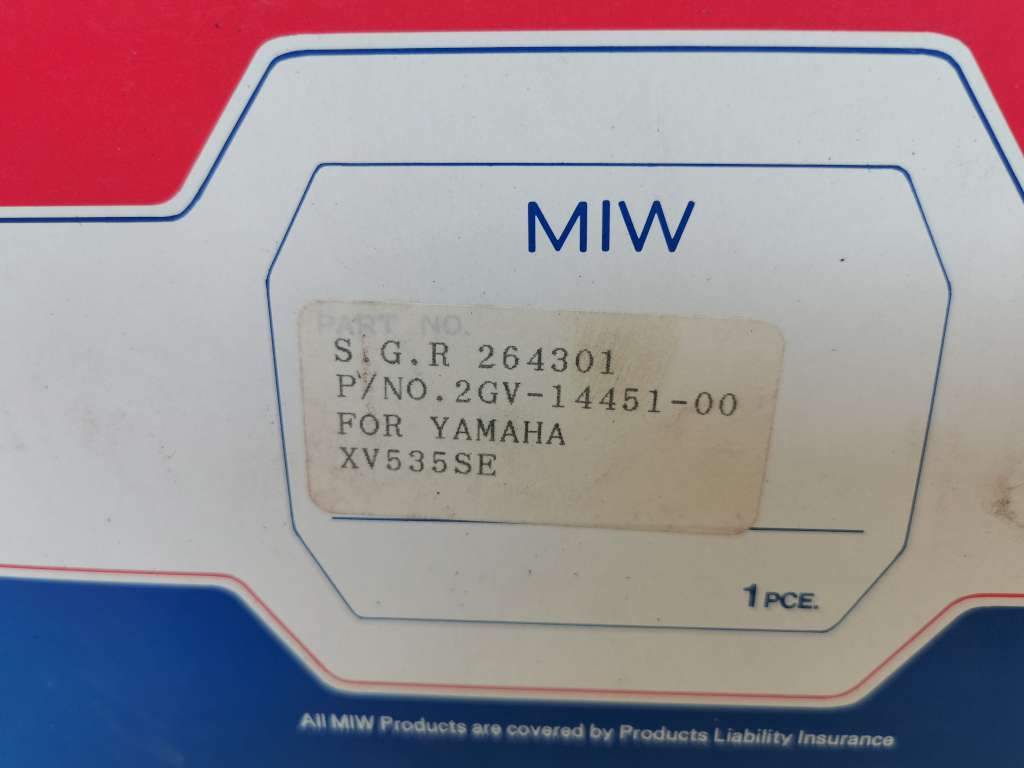 MIW
PART NO.
S.G.R 264301
P/NO.2GV-14451-00
FOR YAMAHA
XV535SE
1 PCE.
All MIW Products are covered by Products Liability Insurance